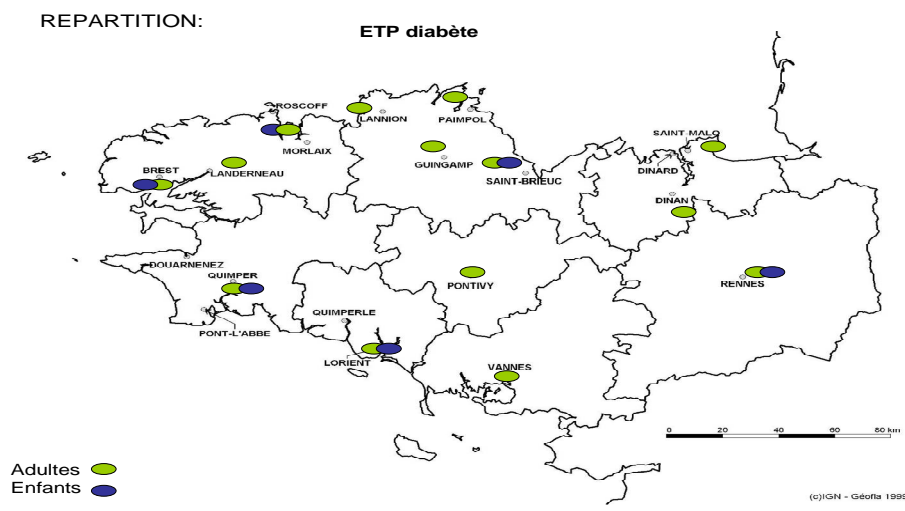 REPARTITION:
ETP diabète
ROSCOFF
LANNION
PAIMPOL
SAINT-MALO
MORLAIX
GUINGAMP
DINARD
BREST
LANDERNEAU
SAINT-BRIEUC
DINAN
DOUARNENEZ
QUIMPER
PONTIVY
RENNES
QUIMPERLE
PONT-L'ABBE
LORIENT
VANNES
0 20 40 60 80 km
Adultes
Enfants
(c)IGN - Géofla 1999